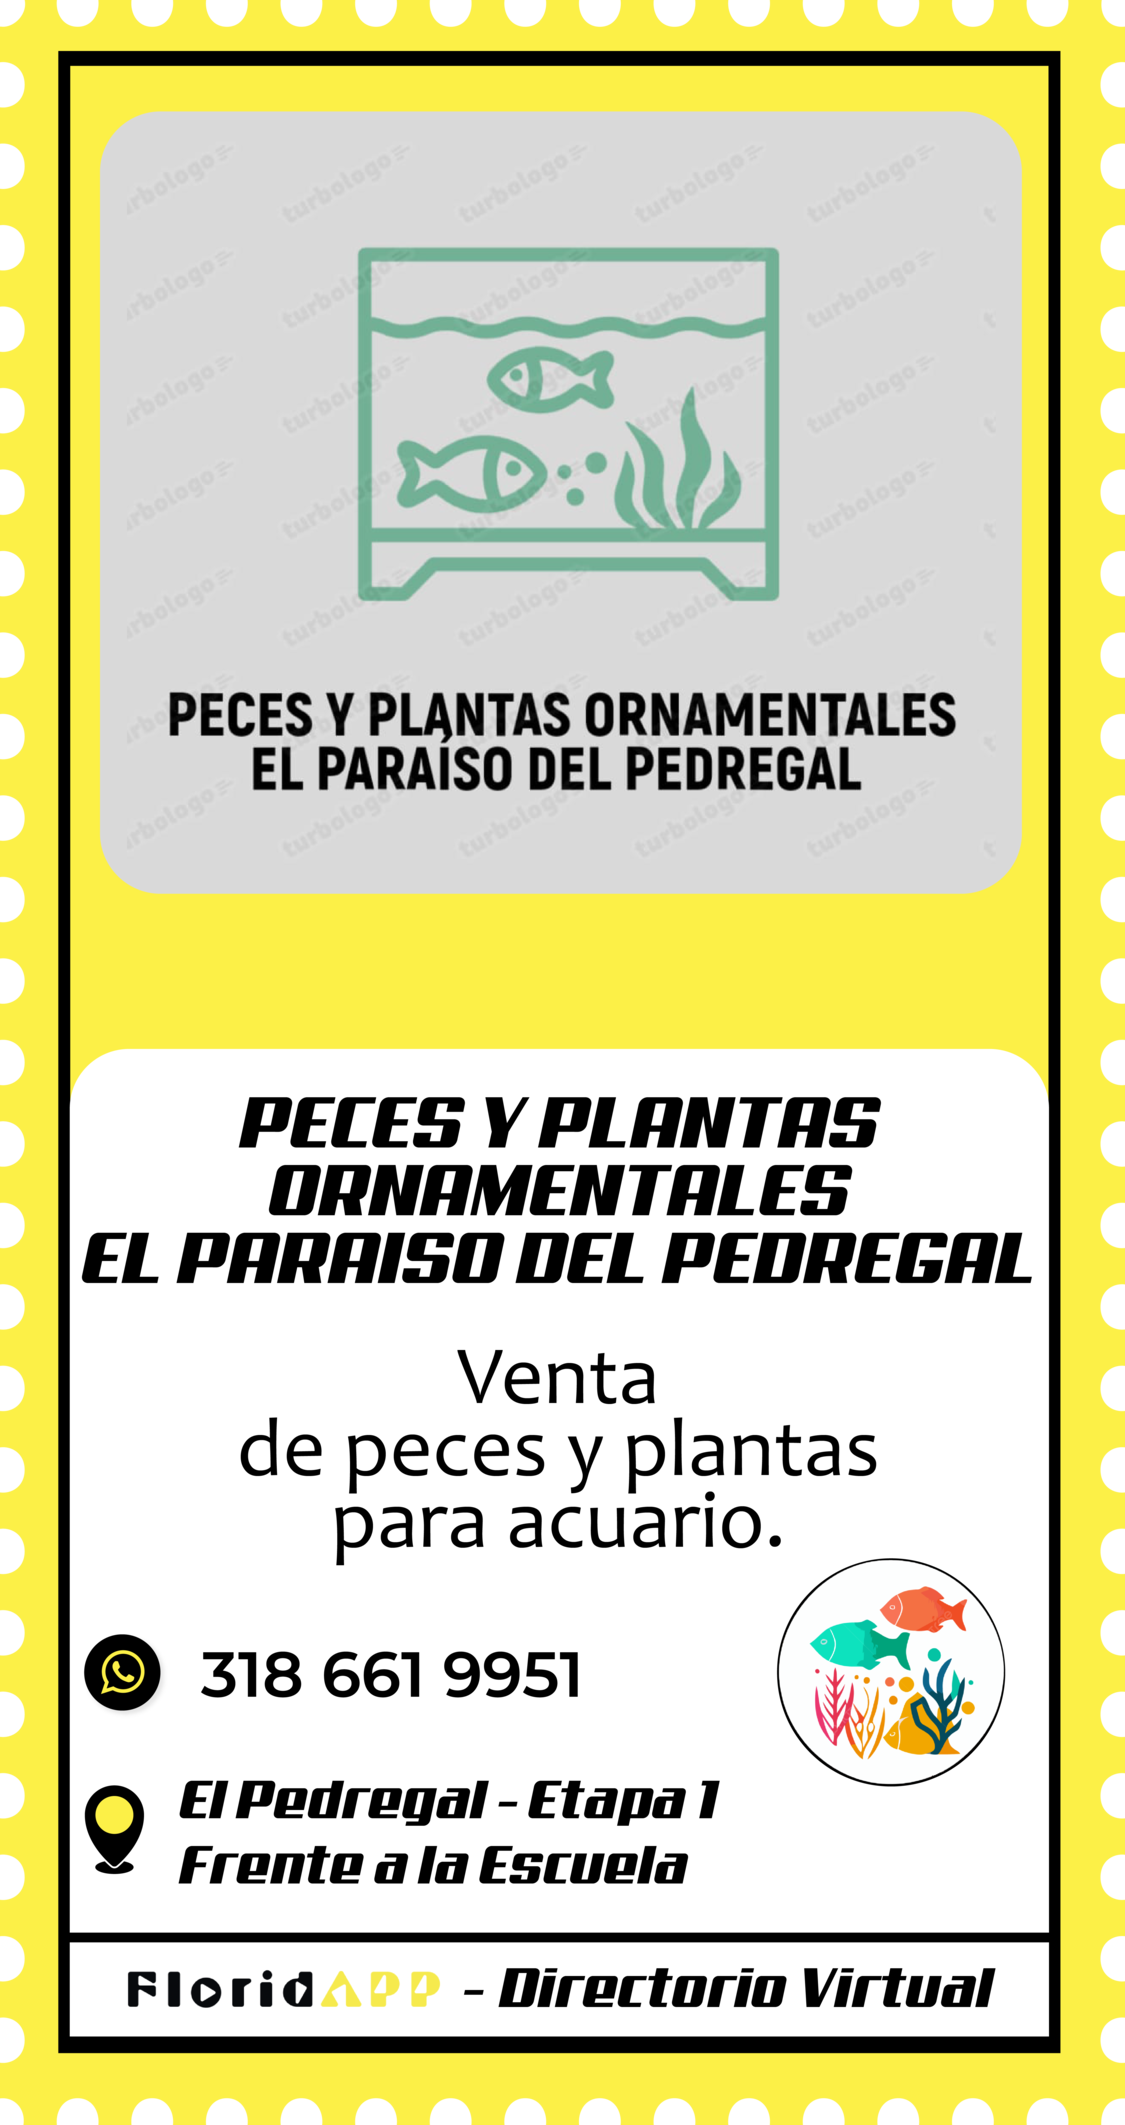 PECES Y PLANTAS ORNAMENTALES
EL PARAÍSO DEL PEDREGAL
PECES Y PLANTAS
ORNAMENTALES
EL PARAISO DEL PEDREGAL
Venta
de peces y plantas
para acuario.
318 661 9951
El Pedregal - Etapa 1
Frente a la Escuela
FloridAPP - Directorio Virtual
turbologo